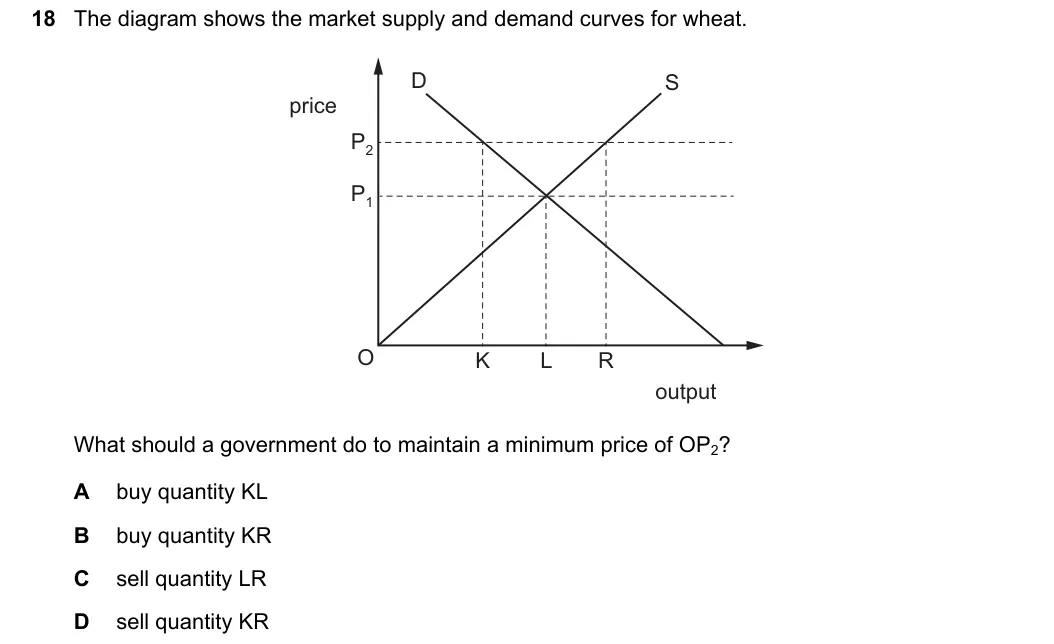 18 The diagram shows the market supply and demand curves for wheat.
D
S
price
P2
P1
O
K L R
output
What should a government do to maintain a minimum price of OP2?
A buy quantity KL
B buy quantity KR
C sell quantity LR
D sell quantity KR